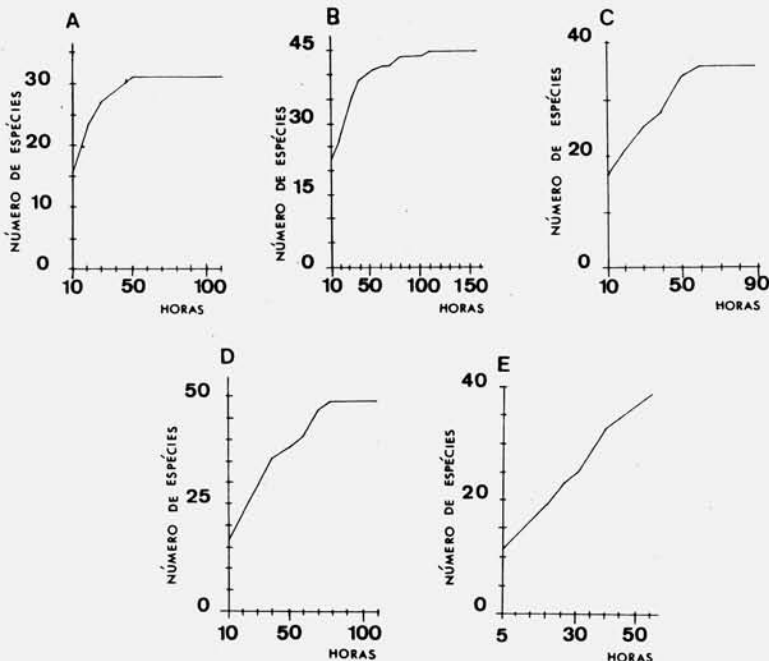 A
NÚMERO DE ESPÉCIES
30
20
10
0
10 50 100
HORAS
B
NÚMERO DE ESPÉCIES
45
30
15
0
10 50 100 150
HORAS
C
NÚMERO DE ESPÉCIES
40
20
0
10 50 90
HORAS
D
NÚMERO DE ESPÉCIES
50
25
0
10 50 100
HORAS
E
NÚMERO DE ESPÉCIES
40
20
0
5 30 50
HORAS